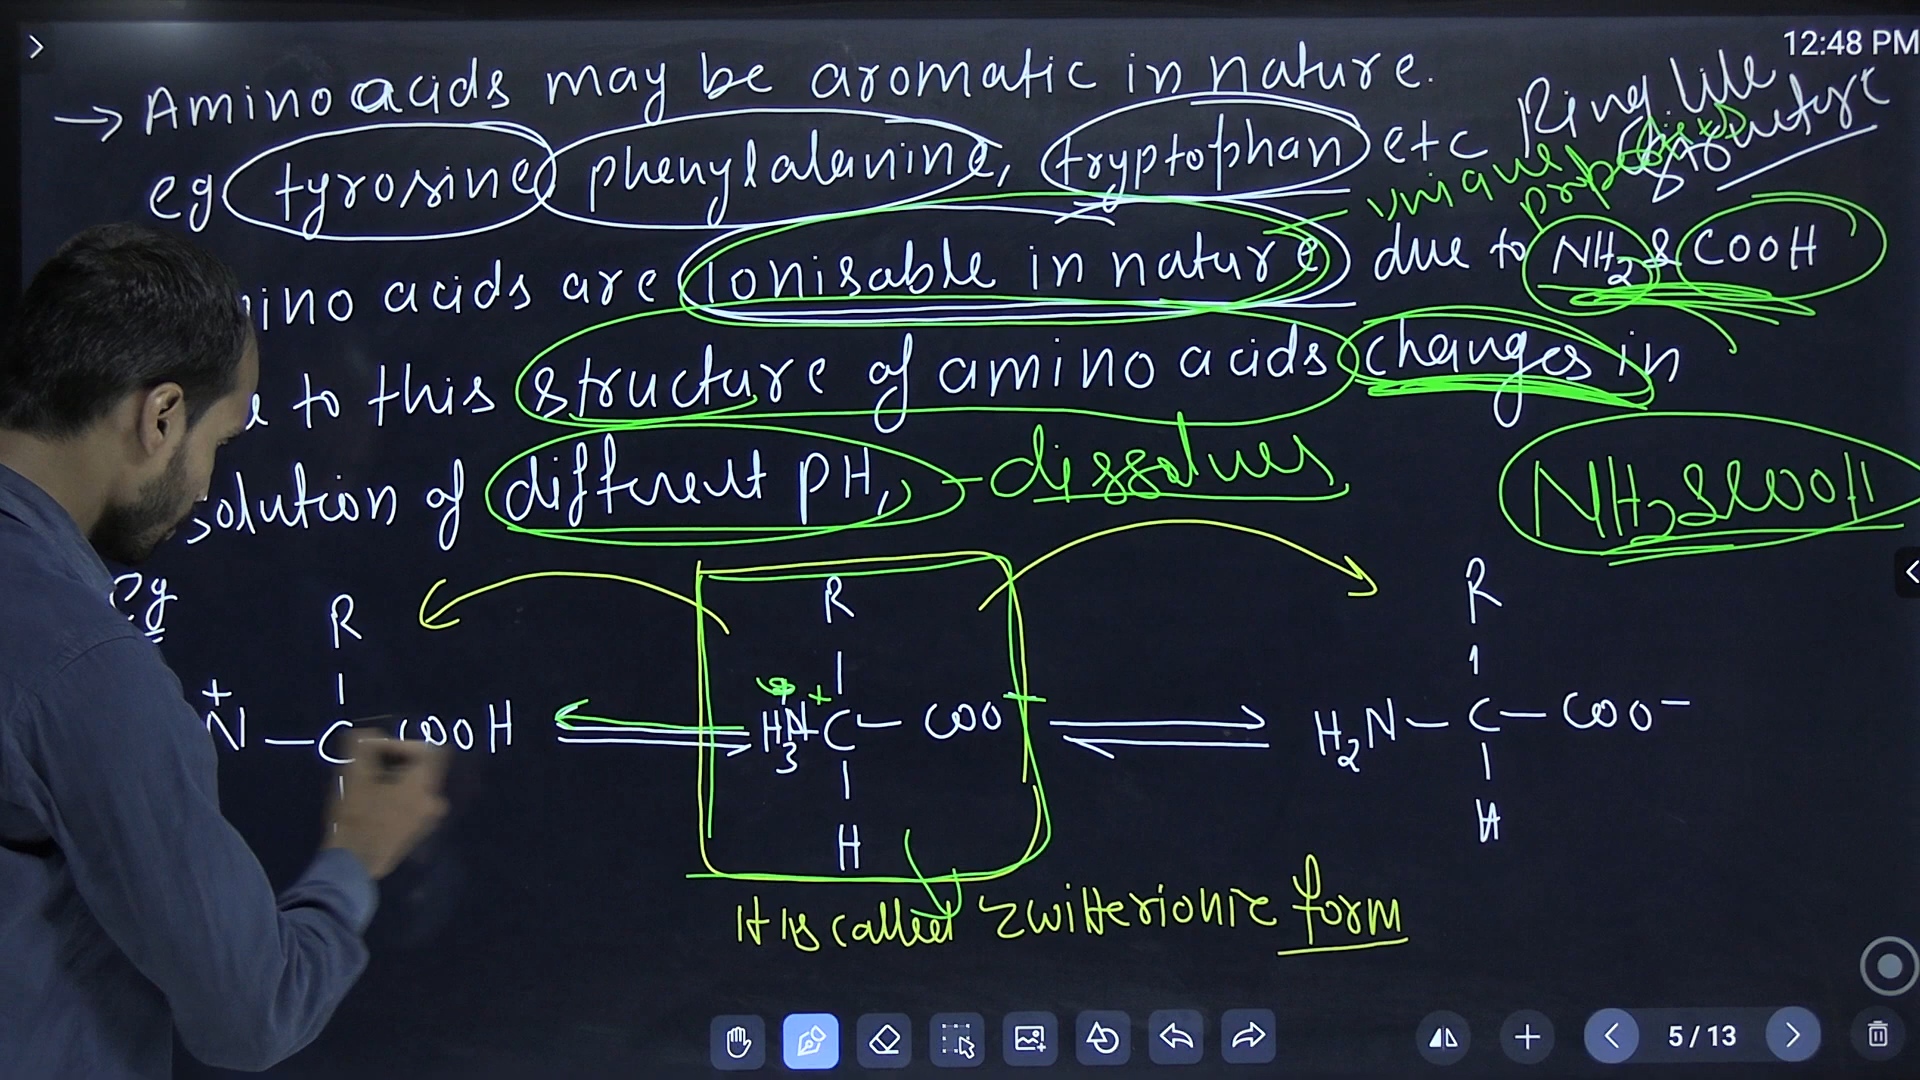 12:48 PM
→ Amino acids may be aromatic in nature.
Ring like
eg tyrosine phenylalanine, tryptophan etc
unique
ino acids are ionisable in nature due to NH2 & COOH
to this structure of amino acids changes in
solution of different PH, - dissolves
NH2 & COOH
Eg
R R R
+N — C — COOH H3N+ C — COO- H2N — C — COO-
H H
It is called zwitterionic form
5 / 13